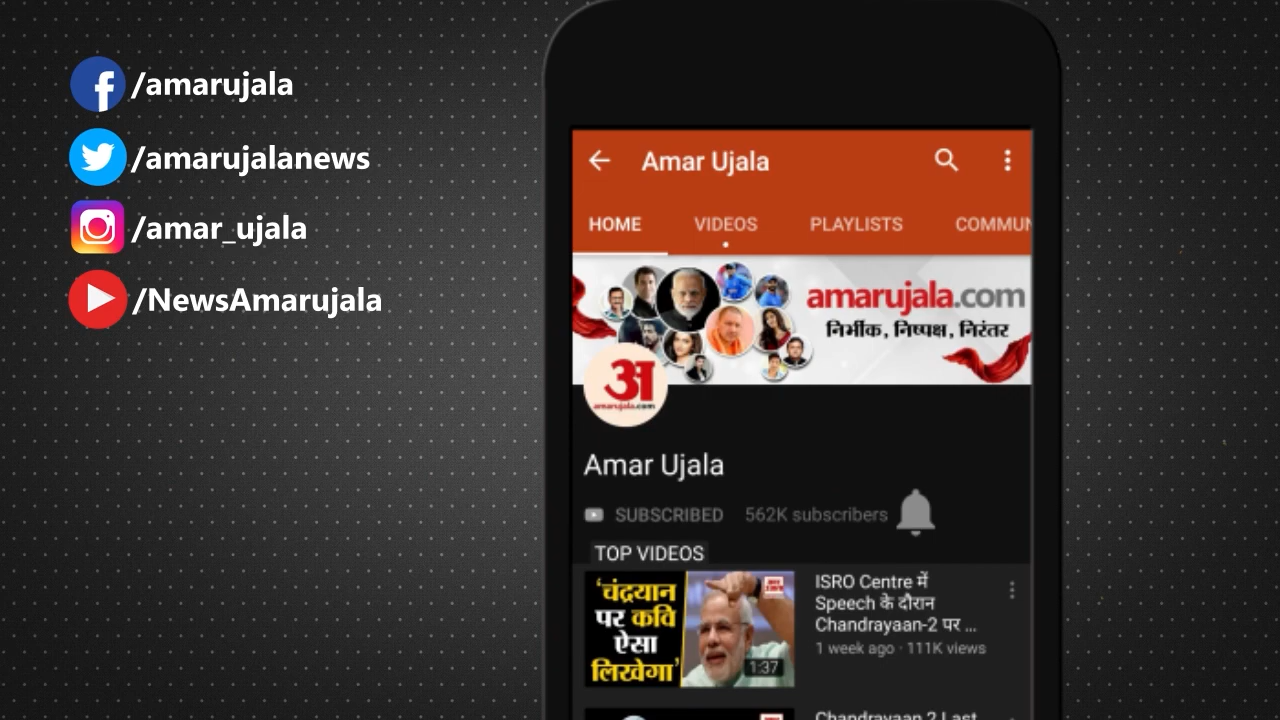 /amarujala
/amarujalanews
/amar_ujala
/NewsAmarujala
Amar Ujala
HOME VIDEOS PLAYLISTS COMMUN
amarujala.com
निर्भीक, निष्पक्ष, निरंतर
अ
amarujala.com
Amar Ujala
SUBSCRIBED 562K subscribers
TOP VIDEOS
'चंद्रयान
पर कवि
ऐसा
लिखेगा'
1:37
ISRO Centre में
Speech के दौरान
Chandrayaan-2 पर ...
1 week ago · 111K views
Chandrayaan 2 Last